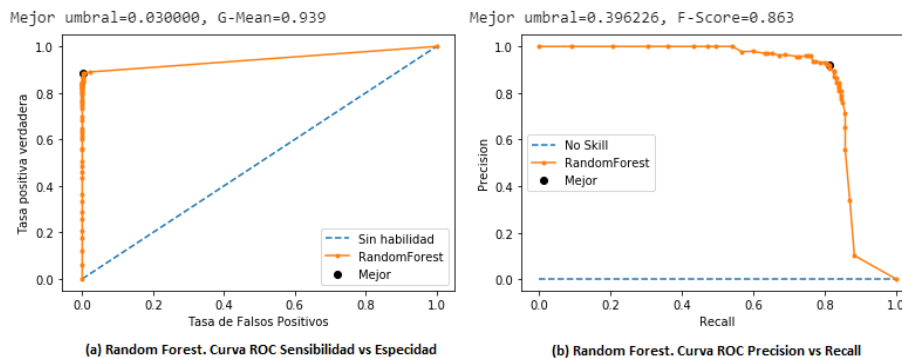 Mejor umbral=0.030000, G-Mean=0.939
1.0
0.8
0.6
0.4
0.2
0.0
Tasa positiva verdadera
Sin habilidad
RandomForest
Mejor
0.0 0.2 0.4 0.6 0.8 1.0
Tasa de Falsos Positivos
(a) Random Forest. Curva ROC Sensibilidad vs Especidad
Mejor umbral=0.396226, F-Score=0.863
1.0
0.8
0.6
0.4
0.2
0.0
Precision
No Skill
RandomForest
Mejor
0.0 0.2 0.4 0.6 0.8 1.0
Recall
(b) Random Forest. Curva ROC Precision vs Recall